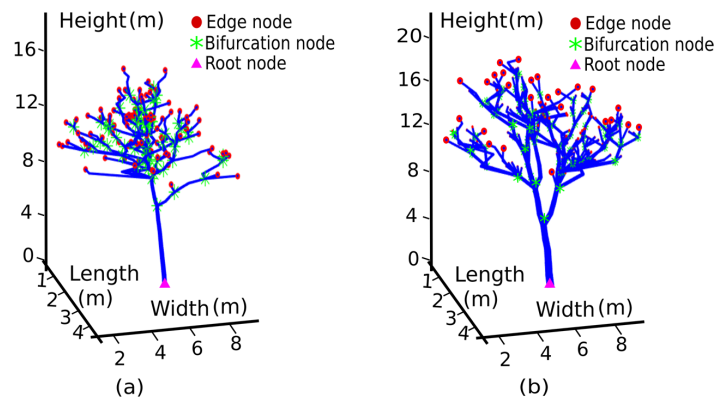 Height(m)
Edge node
Bifurcation node
Root node
16
12
8
4
0
1
2
3
4
Length
(m)
Width(m)
2
4
6
8
(a)
Height(m)
Edge node
Bifurcation node
Root node
20
16
12
8
4
0
1
2
3
4
Length
(m)
Width(m)
2
4
6
8
(b)